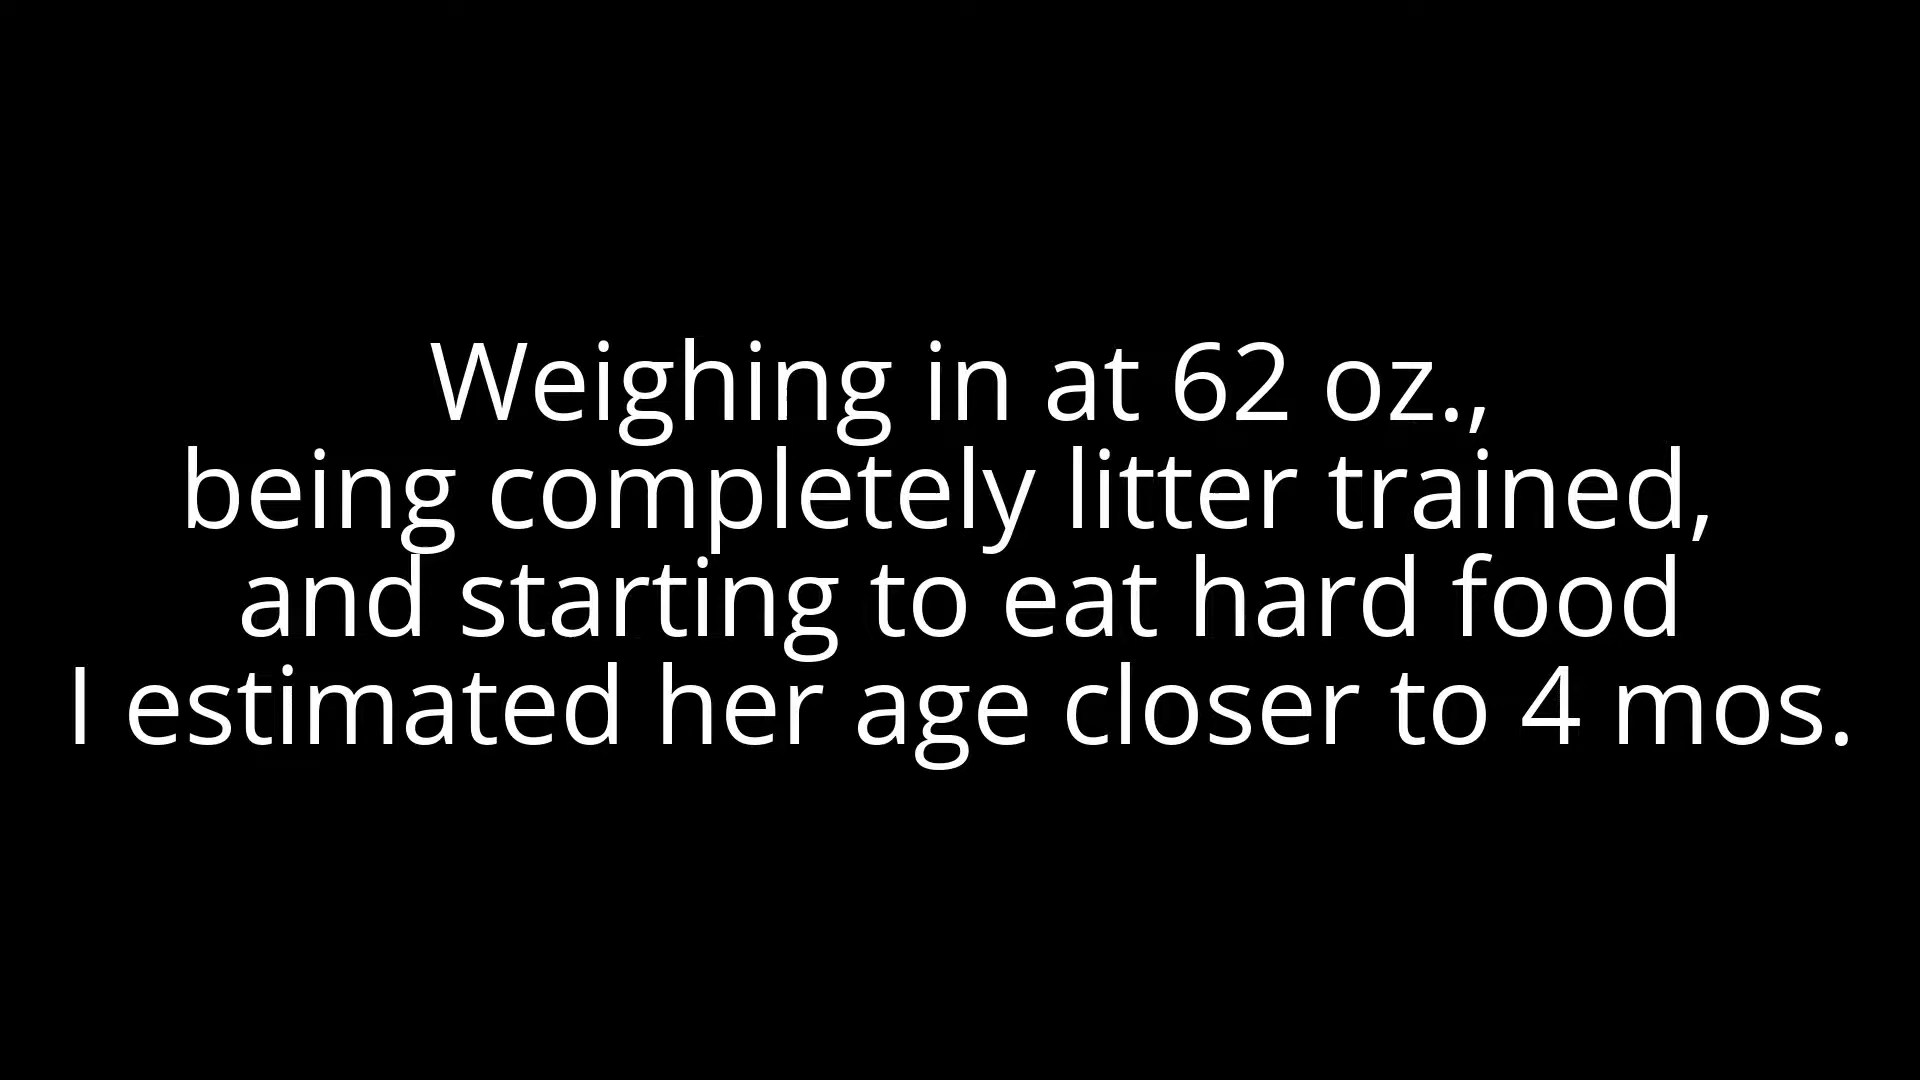 Weighing in at 62 oz.,
being completely litter trained,
and starting to eat hard food
I estimated her age closer to 4 mos.